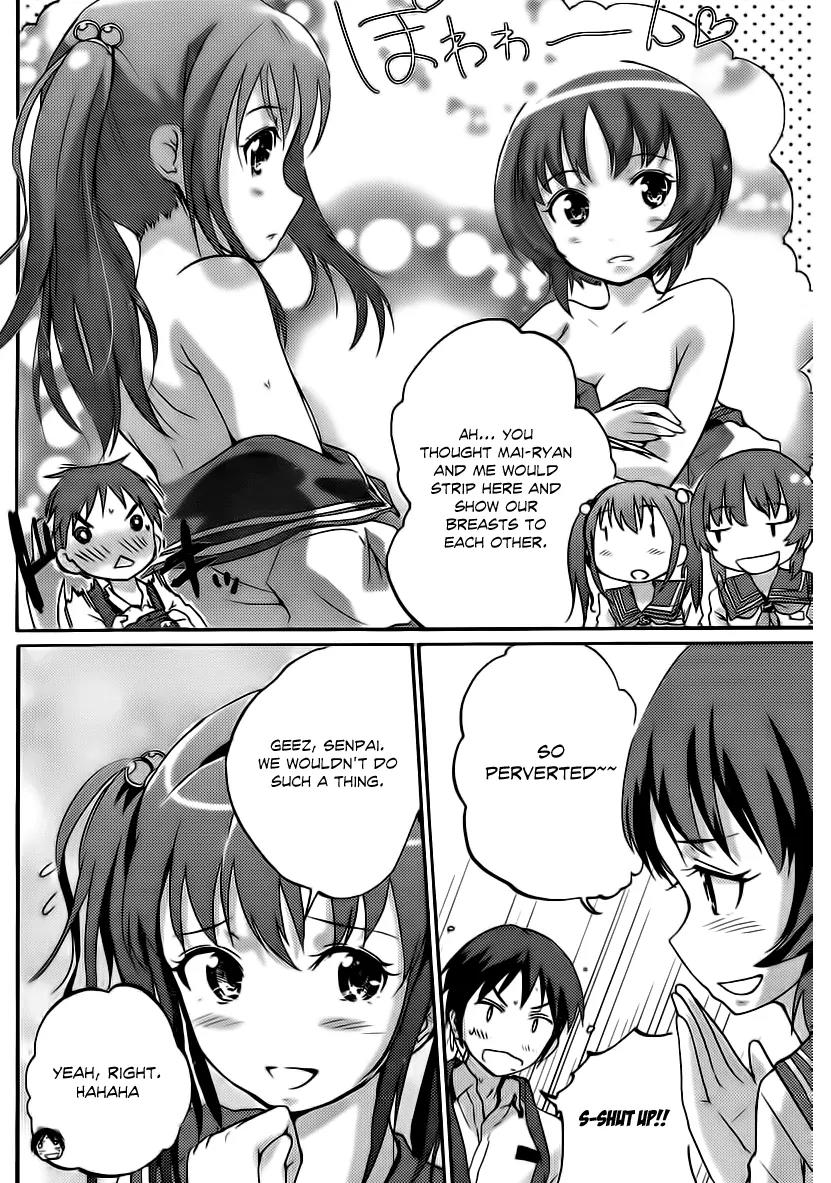 ぽわわーん♡
AH... YOU
THOUGHT MAI-RYAN
AND ME WOULD
STRIP HERE AND
SHOW OUR
BREASTS TO
EACH OTHER.
SO
PERVERTED~~
GEEZ, SENPAI.
WE WOULDN'T DO
SUCH A THING.
S-SHUT UP!!
YEAH, RIGHT.
HAHAHA